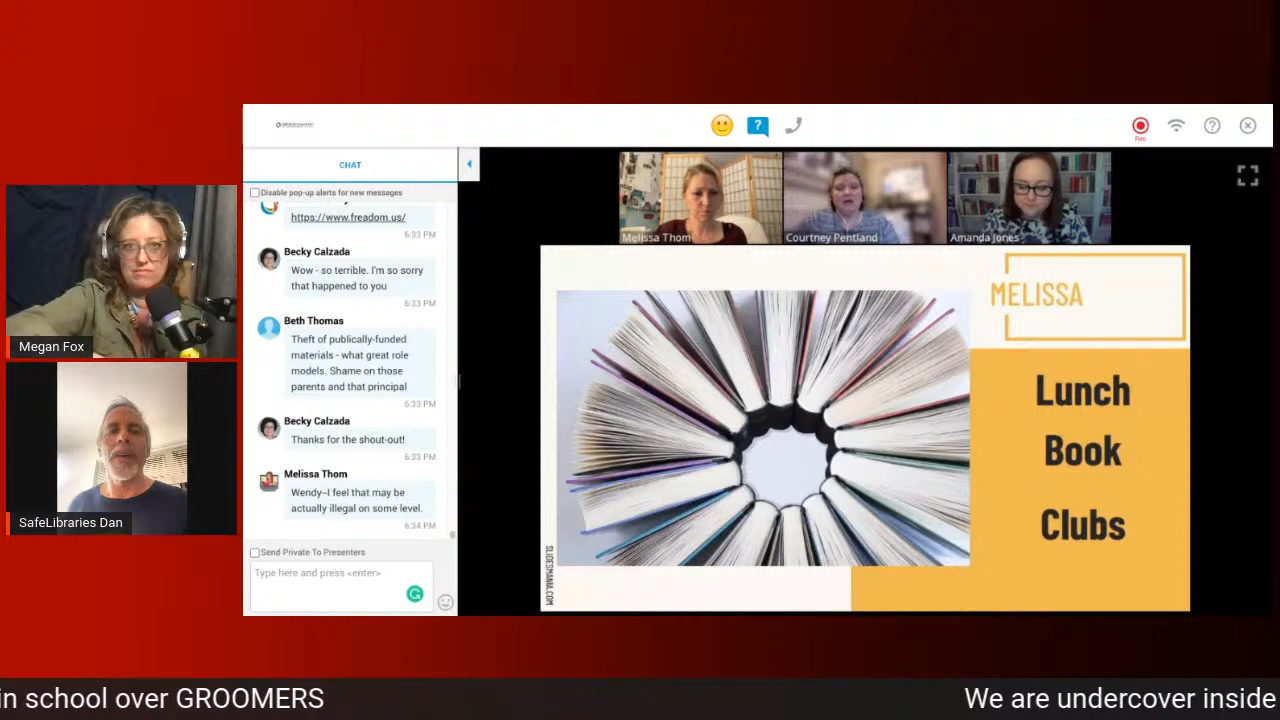 CHAT
Disable pop-up alerts for new messages
https://www.freadom.us/
6:33 PM
Becky Calzada
Wow - so terrible. I'm so sorry
that happened to you
6:33 PM
Beth Thomas
Theft of publically-funded
materials - what great role
models. Shame on those
parents and that principal
6:33 PM
Becky Calzada
Thanks for the shout-out!
6:33 PM
Melissa Thom
Wendy--I feel that may be
actually illegal on some level.
6:34 PM
Send Private To Presenters
Type here and press <enter>
Rec
Melissa Thom
Courtney Pentland
Amanda Jones
MELISSA
Lunch
Book
Clubs
SLIDESMANIA.COM
Megan Fox
SafeLibraries Dan
in school over GROOMERS
We are undercover inside